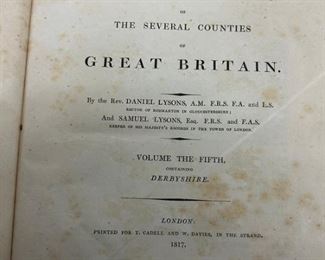 OF
THE SEVERAL COUNTIES
OF
GREAT BRITAIN.
By the Rev. DANIEL LYSONS, A.M. F.R.S. F.A. and L.S.
RECTOR OF RODMARTON IN GLOUCESTERSHIRE;
And SAMUEL LYSONS, Esq. F.R.S. and F.A.S.
KEEPER OF HIS MAJESTY'S RECORDS IN THE TOWER OF LONDON.
VOLUME THE FIFTH,
CONTAINING
DERBYSHIRE.
LONDON:
PRINTED FOR T. CADELL AND W. DAVIES, IN THE STRAND.
1817.